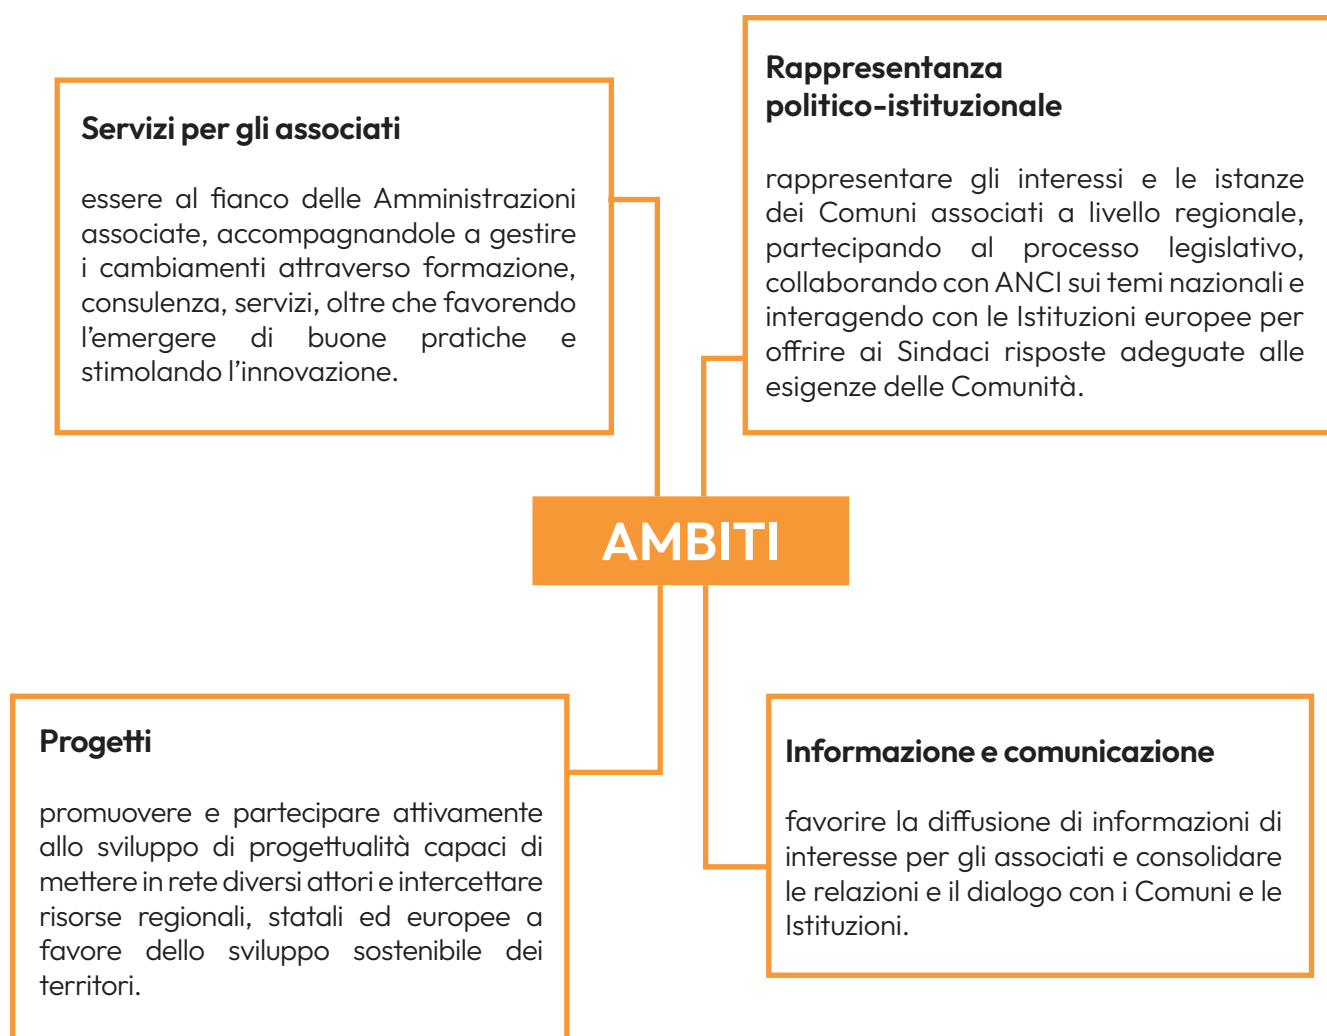 Servizi per gli associati
essere al fianco delle Amministrazioni
associate, accompagnandole a gestire
i cambiamenti attraverso formazione,
consulenza, servizi, oltre che favorendo
l’emergere di buone pratiche e
stimolando l’innovazione.
Rappresentanza
politico-istituzionale
rappresentare gli interessi e le istanze
dei Comuni associati a livello regionale,
partecipando al processo legislativo,
collaborando con ANCI sui temi nazionali e
interagendo con le Istituzioni europee per
offrire ai Sindaci risposte adeguate alle
esigenze delle Comunità.
AMBITI
Progetti
promuovere e partecipare attivamente
allo sviluppo di progettualità capaci di
mettere in rete diversi attori e intercettare
risorse regionali, statali ed europee a
favore dello sviluppo sostenibile dei
territori.
Informazione e comunicazione
favorire la diffusione di informazioni di
interesse per gli associati e consolidare
le relazioni e il dialogo con i Comuni e le
Istituzioni.